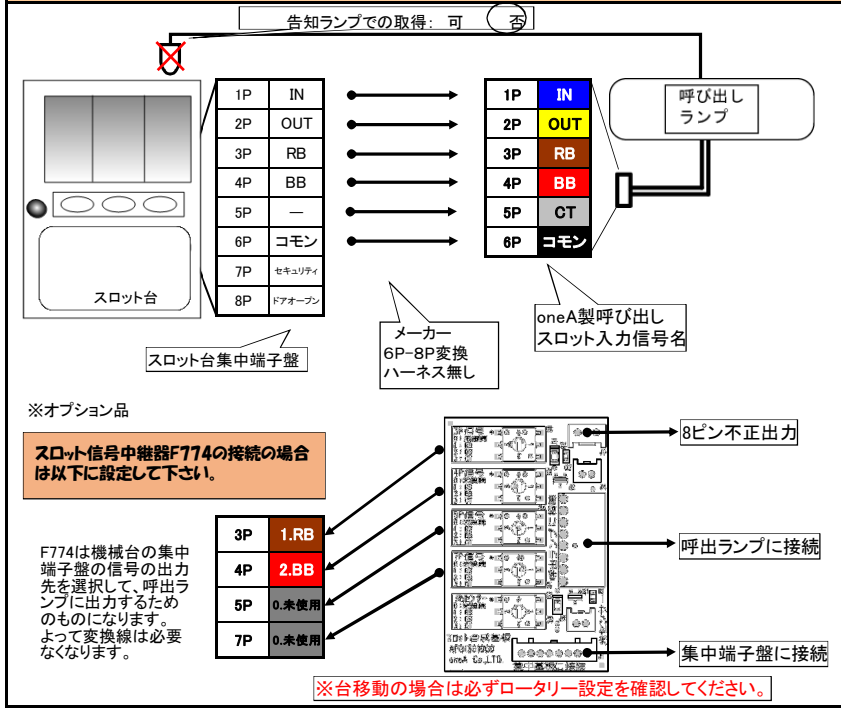 告知ランプでの取得: 可 否
1P IN
2P OUT
3P RB
4P BB
5P —
6P コモン
7P セキュリティ
8P ドアオープン
1P IN
2P OUT
3P RB
4P BB
5P CT
6P コモン
呼び出し
ランプ
スロット台
スロット台集中端子盤
メーカー
6P-8P変換
ハーネス無し
oneA製呼び出し
スロット入力信号名
※オプション品
スロット信号中継器F774の接続の場合
は以下に設定して下さい。
F774は機械台の集中
端子盤の信号の出力
先を選択して、呼出ラ
ンプに出力するため
のものになります。
よって変換線は必要
なくなります。
3P 1.RB
4P 2.BB
5P 0.未使用
7P 0.未使用
8ピン不正出力
呼出ランプに接続
集中端子盤に接続
oneA Co.,LTD.
※台移動の場合は必ずロータリー設定を確認してください。